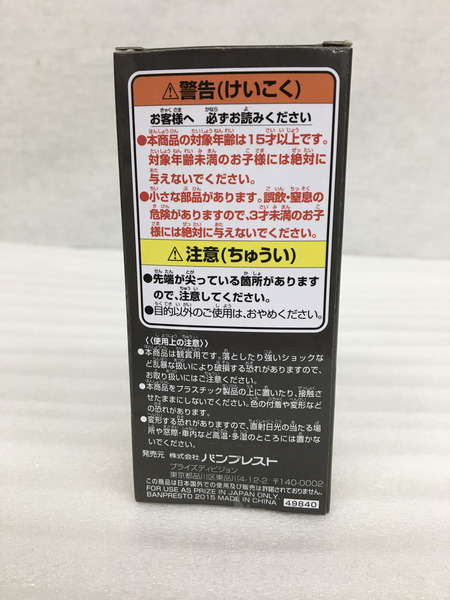 ⚠警告(けいこく)
お客様へ 必ずお読みください
●本商品の対象年齢は15才以上です。
対象年齢未満のお子様には絶対に
与えないでください。
●小さな部品があります。誤飲・窒息の
危険がありますので、3才未満のお子
様には絶対に与えないでください。
⚠注意(ちゅうい)
●先端が尖っている箇所があります
ので、注意してください。
●目的以外のご使用は、おやめください。
《使用上の注意》
●本商品は観賞用です。落としたり強いショックな
ど乱暴な扱いにより破損する恐れがありますので、
お取り扱いにはご注意ください。
●本商品をプラスチック製品の上に置いたり、接触さ
せたままにしないでください。色の付着や変形など
の恐れがあります。
●変形する恐れがありますので、直射日光の当たる場
所や窓際・車内など高温・多湿のところには置かな
いでください。
発売元 株式会社 バンプレスト
プライズディビジョン
東京都品川区東品川4-12-2 〒140-0002
この商品は日本国外での使用及び販売は許諾されておりません。
FOR USE AS PRIZE IN JAPAN ONLY.
BANPRESTO 2015 MADE IN CHINA
49840